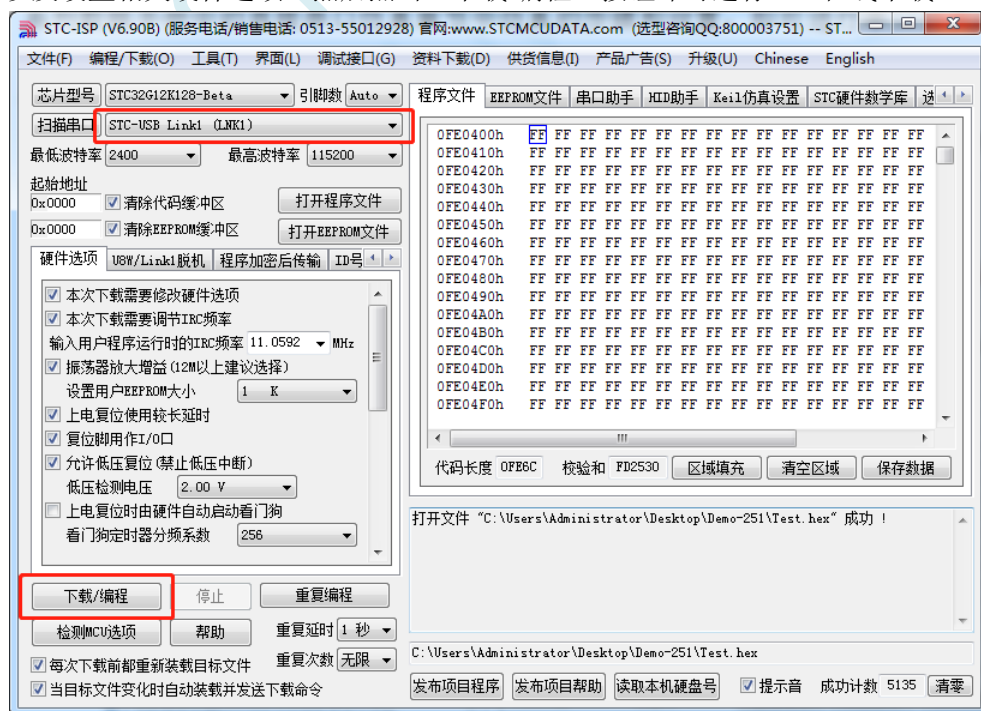 STC-ISP (V6.90B) (服务电话/销售电话: 0513-55012928) 官网:www.STCMCUDATA.com (选型咨询QQ:800003751) -- ST...
文件(F) 编程/下载(O) 工具(T) 界面(L) 调试接口(G) 资料下载(D) 供货信息(I) 产品广告(S) 升级(U) Chinese English
芯片型号 STC32G12K128-Beta 引脚数 Auto
扫描串口 STC-USB Link1 (LNK1)
最低波特率 2400 最高波特率 115200
起始地址
0x0000 清除代码缓冲区 打开程序文件
0x0000 清除EEPROM缓冲区 打开EEPROM文件
硬件选项 U8W/Link1脱机 程序加密后传输 ID号
本次下载需要修改硬件选项
本次下载需要调节IRC频率
输入用户程序运行时的IRC频率 11.0592 MHz
振荡器放大增益(12M以上建议选择)
设置用户EEPROM大小 1 K
上电复位使用较长延时
复位脚用作I/O口
允许低压复位(禁止低压中断)
低压检测电压 2.00 V
上电复位时由硬件自动启动看门狗
看门狗定时器分频系数 256
下载/编程 停止 重复编程
检测MCU选项 帮助 重复延时 1 秒
每次下载前都重新装载目标文件 重复次数 无限
当目标文件变化时自动装载并发送下载命令
程序文件 EEPROM文件 串口助手 HID助手 Keil仿真设置 STC硬件数学库 选
0FE0400h FF FF FF FF FF FF FF FF FF FF FF FF FF FF FF FF
0FE0410h FF FF FF FF FF FF FF FF FF FF FF FF FF FF FF FF
0FE0420h FF FF FF FF FF FF FF FF FF FF FF FF FF FF FF FF
0FE0430h FF FF FF FF FF FF FF FF FF FF FF FF FF FF FF FF
0FE0440h FF FF FF FF FF FF FF FF FF FF FF FF FF FF FF FF
0FE0450h FF FF FF FF FF FF FF FF FF FF FF FF FF FF FF FF
0FE0460h FF FF FF FF FF FF FF FF FF FF FF FF FF FF FF FF
0FE0470h FF FF FF FF FF FF FF FF FF FF FF FF FF FF FF FF
0FE0480h FF FF FF FF FF FF FF FF FF FF FF FF FF FF FF FF
0FE0490h FF FF FF FF FF FF FF FF FF FF FF FF FF FF FF FF
0FE04A0h FF FF FF FF FF FF FF FF FF FF FF FF FF FF FF FF
0FE04B0h FF FF FF FF FF FF FF FF FF FF FF FF FF FF FF FF
0FE04C0h FF FF FF FF FF FF FF FF FF FF FF FF FF FF FF FF
0FE04D0h FF FF FF FF FF FF FF FF FF FF FF FF FF FF FF FF
0FE04E0h FF FF FF FF FF FF FF FF FF FF FF FF FF FF FF FF
0FE04F0h FF FF FF FF FF FF FF FF FF FF FF FF FF FF FF FF
代码长度 0FE6C 校验和 FD2530 区域填充 清空区域 保存数据
打开文件 "C:\Users\Administrator\Desktop\Demo-251\Test.hex" 成功 !
C:\Users\Administrator\Desktop\Demo-251\Test.hex
发布项目程序 发布项目帮助 读取本机硬盘号 提示音 成功计数 5135 清零